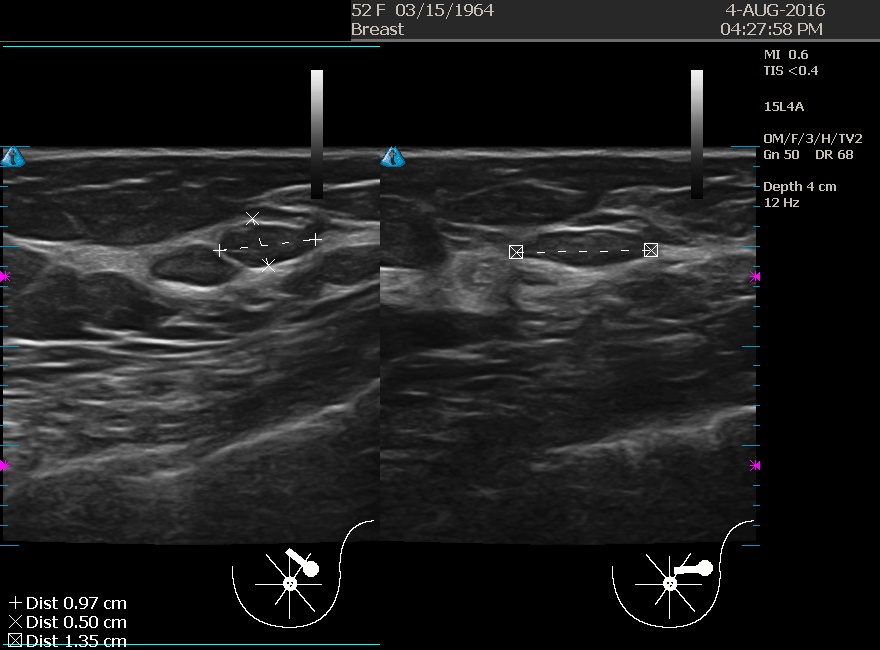 52 F 03/15/1964 4-AUG-2016
Breast 04:27:58 PM
MI 0.6
TIS <0.4
15L4A
OM/F/3/H/TV2
Gn 50 DR 68
Depth 4 cm
12 Hz
Dist 0.97 cm
Dist 0.50 cm
Dist 1.35 cm